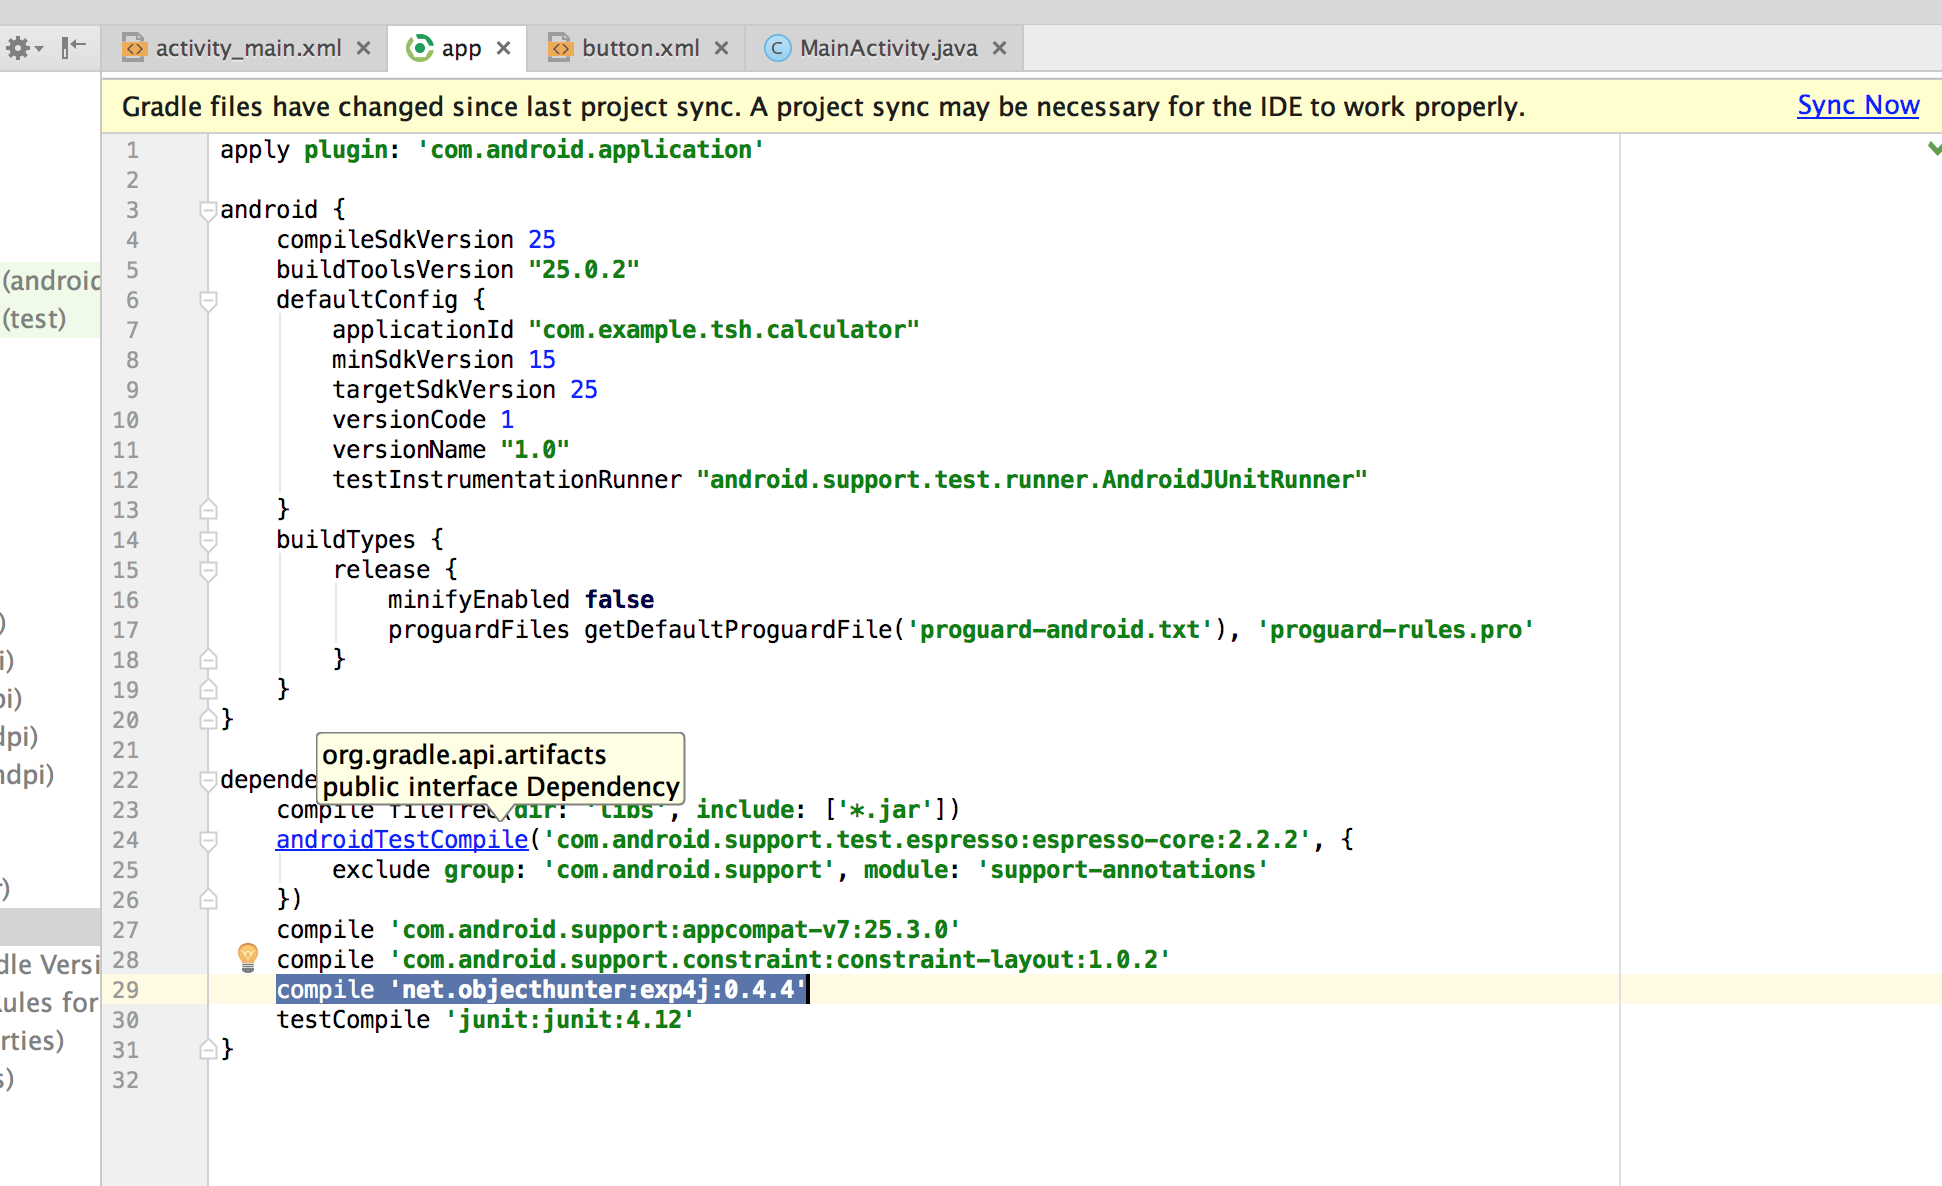 activity_main.xml app button.xml MainActivity.java
Gradle files have changed since last project sync. A project sync may be necessary for the IDE to work properly. Sync Now
1 apply plugin: 'com.android.application'
2
3 android {
4 compileSdkVersion 25
(android
5 buildToolsVersion "25.0.2"
6 defaultConfig {
(test)
7 applicationId "com.example.tsh.calculator"
8 minSdkVersion 15
9 targetSdkVersion 25
10 versionCode 1
11 versionName "1.0"
12 testInstrumentationRunner "android.support.test.runner.AndroidJUnitRunner"
13 }
14 buildTypes {
15 release {
16 minifyEnabled false
)
17 proguardFiles getDefaultProguardFile('proguard-android.txt'), 'proguard-rules.pro'
i)
18 }
19 }
pi)
20 }
dpi)
21
org.gradle.api.artifacts
ndpi)
22 depende
public interface Dependency
23 compile fileTree(dir: 'libs', include: ['*.jar'])
24 androidTestCompile('com.android.support.test.espresso:espresso-core:2.2.2', {
25 exclude group: 'com.android.support', module: 'support-annotations'
)
26 })
27 compile 'com.android.support:appcompat-v7:25.3.0'
dle Versi
28 compile 'com.android.support.constraint:constraint-layout:1.0.2'
29 compile 'net.objecthunter:exp4j:0.4.4'
ules for
30 testCompile 'junit:junit:4.12'
rties)
31 }
s)
32